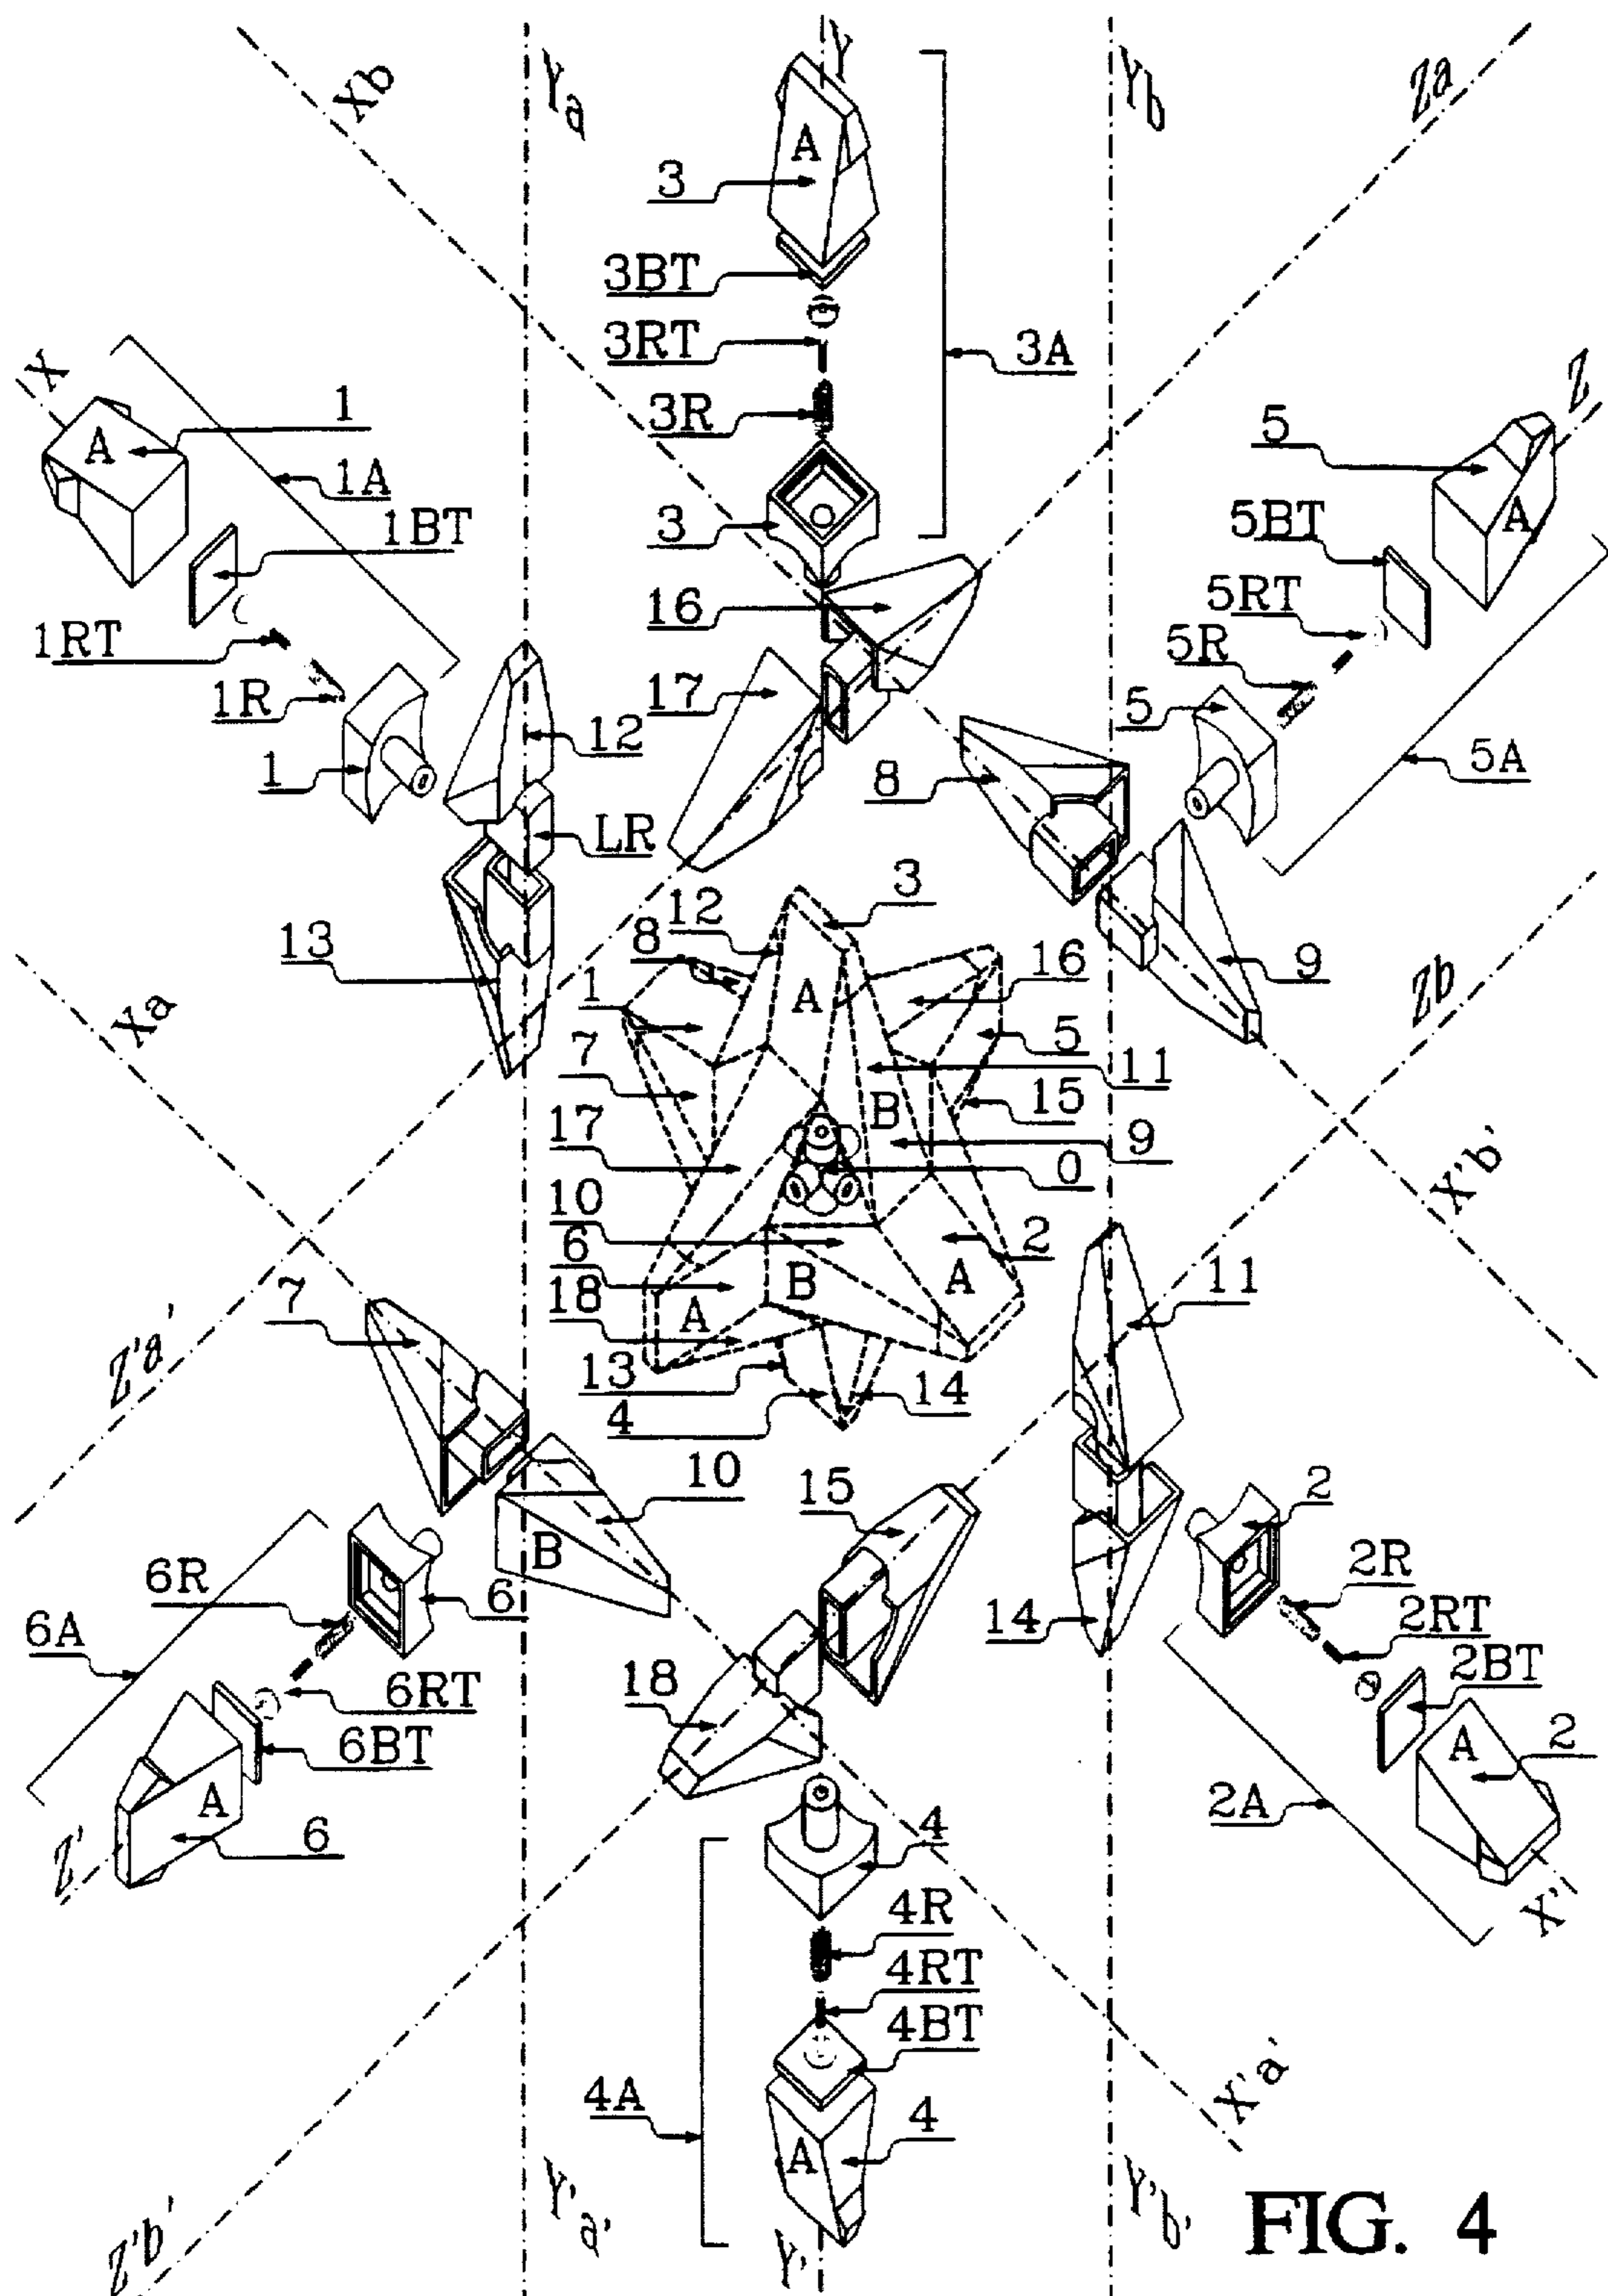 Y
Xb
Ya
Yb
Za
A
3
3BT
3RT
3A
X
1
Z
A
3R
5
1A
1BT
3
5BT
A
16
5RT
1RT
5R
1R
17
5
12
1
8
5A
LR
3
12
13
8
16
9
Zb
Xa
1
A
5
7
11
B
15
17
9
X'b'
0
10
6
2
11
7
B
A
18
A
Z'a'
13
14
4
10
15
2
B
6R
6
2R
6A
14
2RT
18
6RT
2BT
6BT
A
2
A
2A
6
4
Z'
X'
4R
4RT
4BT
4A
4
X'a'
A
Y'a'
Y'b'
Z'b'
Y'
FIG. 4